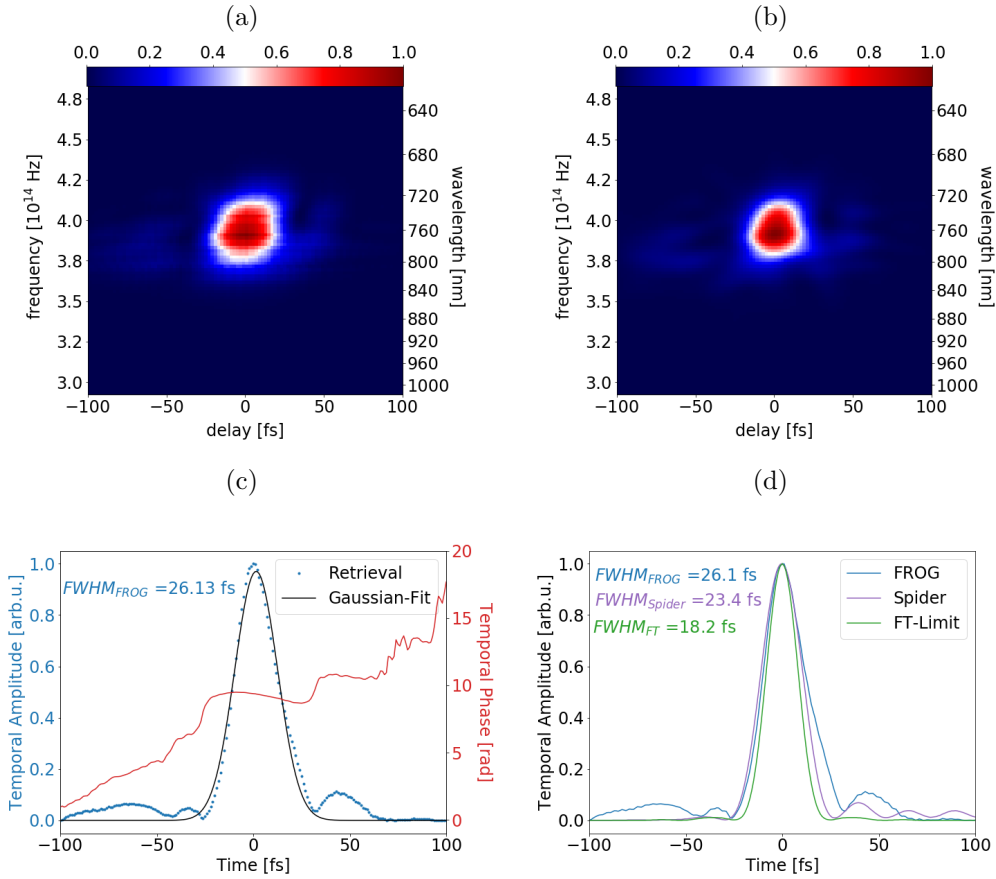 (a)
0.0 0.2 0.4 0.6 0.8 1.0
frequency [10^14 Hz]
4.8
4.5
4.2
4.0
3.8
3.5
3.2
3.0
640
680
720
760
800
840
880
920
960
1000
wavelength [nm]
−100 −50 0 50 100
delay [fs]
(b)
0.0 0.2 0.4 0.6 0.8 1.0
frequency [10^14 Hz]
4.8
4.5
4.2
4.0
3.8
3.5
3.2
3.0
640
680
720
760
800
840
880
920
960
1000
wavelength [nm]
−100 −50 0 50 100
delay [fs]
(c)
Temporal Amplitude [arb.u.]
1.0
0.8
0.6
0.4
0.2
0.0
FWHM_FROG =26.13 fs
Retrieval
Gaussian-Fit
20
15
10
5
0
Temporal Phase [rad]
−100 −50 0 50 100
Time [fs]
(d)
Temporal Amplitude [arb.u.]
1.0
0.8
0.6
0.4
0.2
0.0
FWHM_FROG =26.1 fs
FWHM_Spider =23.4 fs
FWHM_FT =18.2 fs
FROG
Spider
FT-Limit
−100 −50 0 50 100
Time [fs]